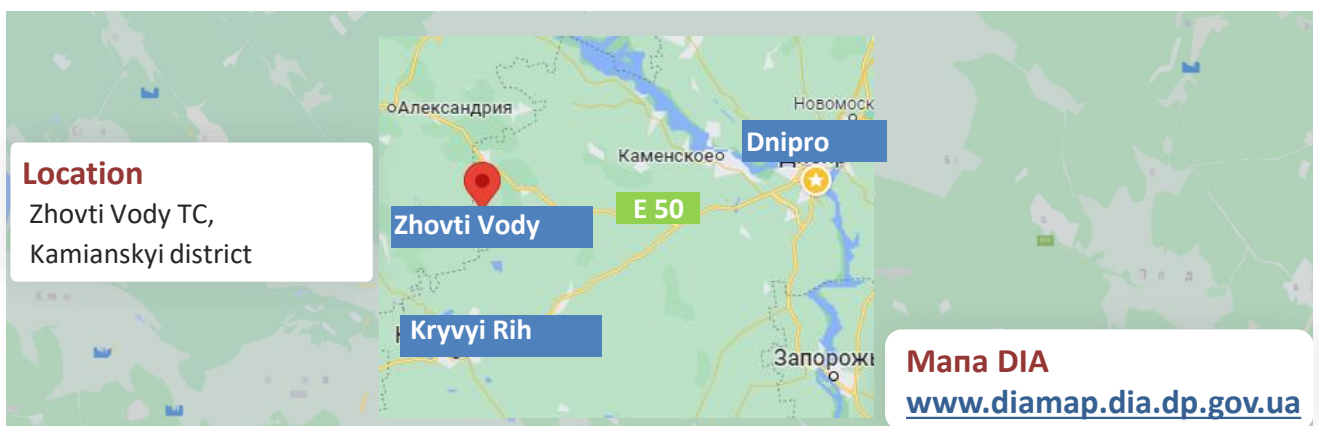 Location
Zhovti Vody TC,
Kamianskyi district
Александрия
Новомоск
Dnipro
Каменское
E 50
Zhovti Vody
Kryvyi Rih
Запорожь
Мапа DIA
www.diamap.dia.dp.gov.ua